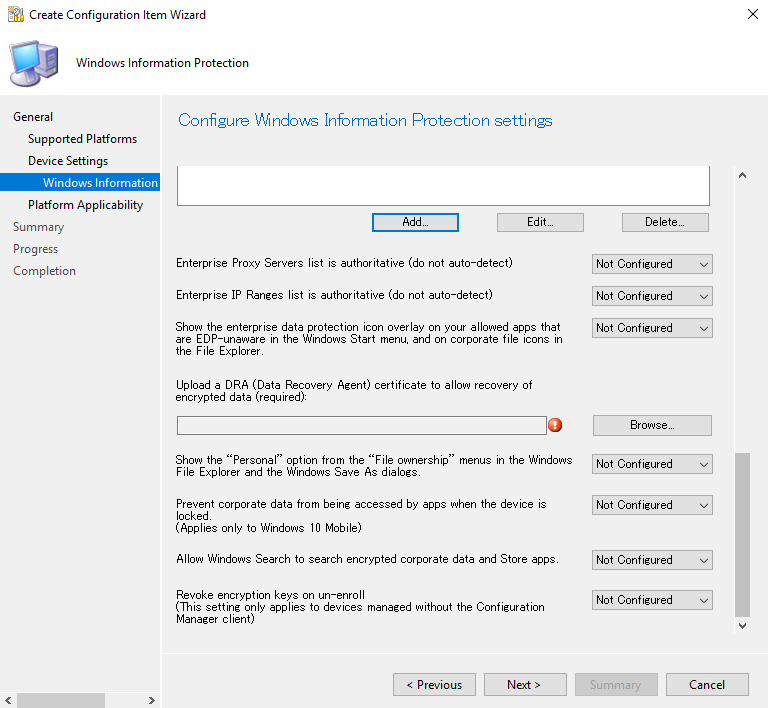 Create Configuration Item Wizard
Windows Information Protection
General
Supported Platforms
Device Settings
Windows Information
Platform Applicability
Summary
Progress
Completion
Configure Windows Information Protection settings
Add...
Edit...
Delete...
Enterprise Proxy Servers list is authoritative (do not auto-detect)
Not Configured
Enterprise IP Ranges list is authoritative (do not auto-detect)
Not Configured
Show the enterprise data protection icon overlay on your allowed apps that
are EDP-unaware in the Windows Start menu, and on corporate file icons in
the File Explorer.
Not Configured
Upload a DRA (Data Recovery Agent) certificate to allow recovery of
encrypted data (required):
Browse...
Show the “Personal” option from the “File ownership” menus in the Windows
File Explorer and the Windows Save As dialogs.
Not Configured
Prevent corporate data from being accessed by apps when the device is
locked.
(Applies only to Windows 10 Mobile)
Not Configured
Allow Windows Search to search encrypted corporate data and Store apps.
Not Configured
Revoke encryption keys on un-enroll
(This setting only applies to devices managed without the Configuration
Manager client)
Not Configured
< Previous
Next >
Summary
Cancel